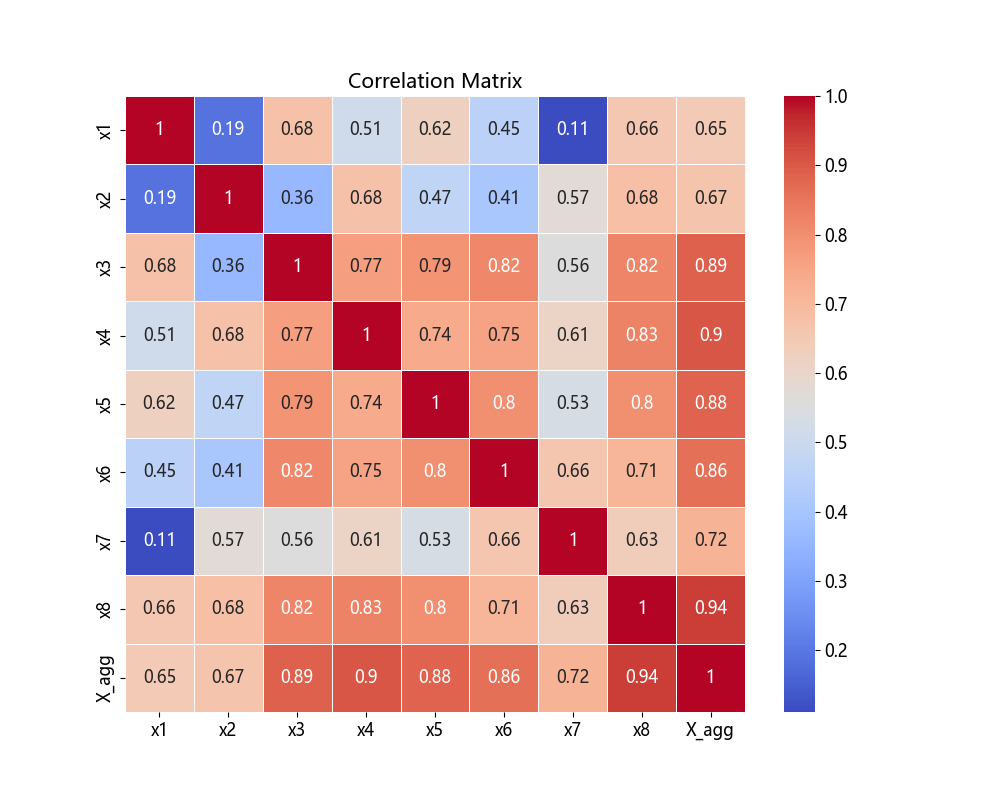 Correlation Matrix
x1 1 0.19 0.68 0.51 0.62 0.45 0.11 0.66 0.65
x2 0.19 1 0.36 0.68 0.47 0.41 0.57 0.68 0.67
x3 0.68 0.36 1 0.77 0.79 0.82 0.56 0.82 0.89
x4 0.51 0.68 0.77 1 0.74 0.75 0.61 0.83 0.9
x5 0.62 0.47 0.79 0.74 1 0.8 0.53 0.8 0.88
x6 0.45 0.41 0.82 0.75 0.8 1 0.66 0.71 0.86
x7 0.11 0.57 0.56 0.61 0.53 0.66 1 0.63 0.72
x8 0.66 0.68 0.82 0.83 0.8 0.71 0.63 1 0.94
X_agg 0.65 0.67 0.89 0.9 0.88 0.86 0.72 0.94 1
x1 x2 x3 x4 x5 x6 x7 x8 X_agg
1.0
0.9
0.8
0.7
0.6
0.5
0.4
0.3
0.2